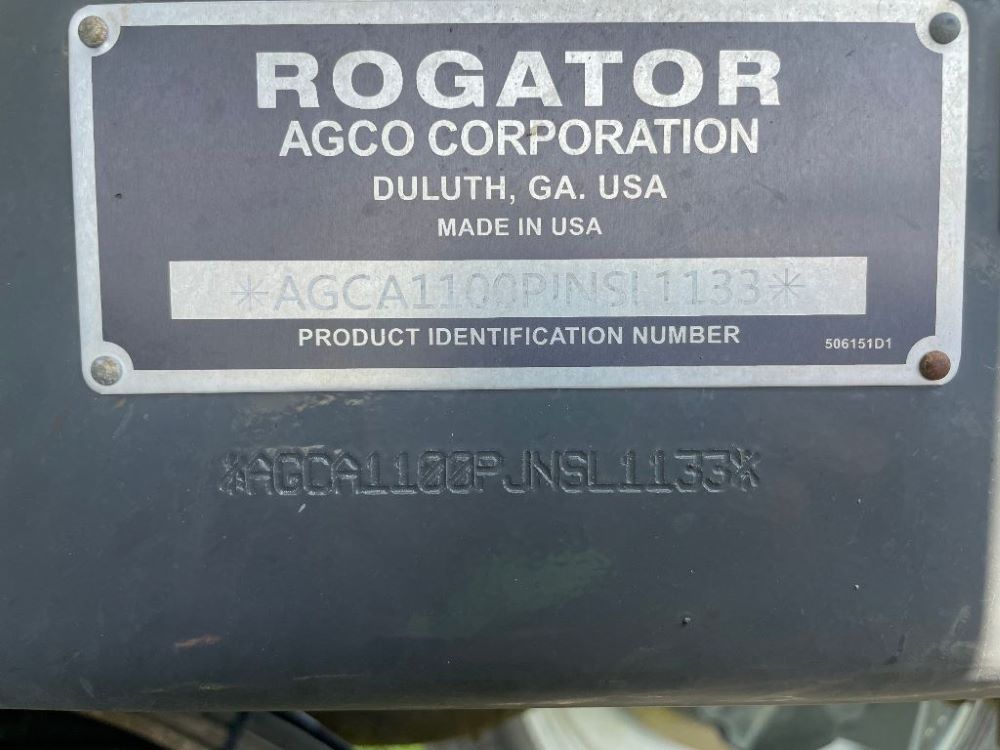 ROGATOR
AGCO CORPORATION
DULUTH, GA. USA
MADE IN USA
*AGCA1100PJNSL1133*
PRODUCT IDENTIFICATION NUMBER
506151D1
*AGCA1100PJNSL1133*